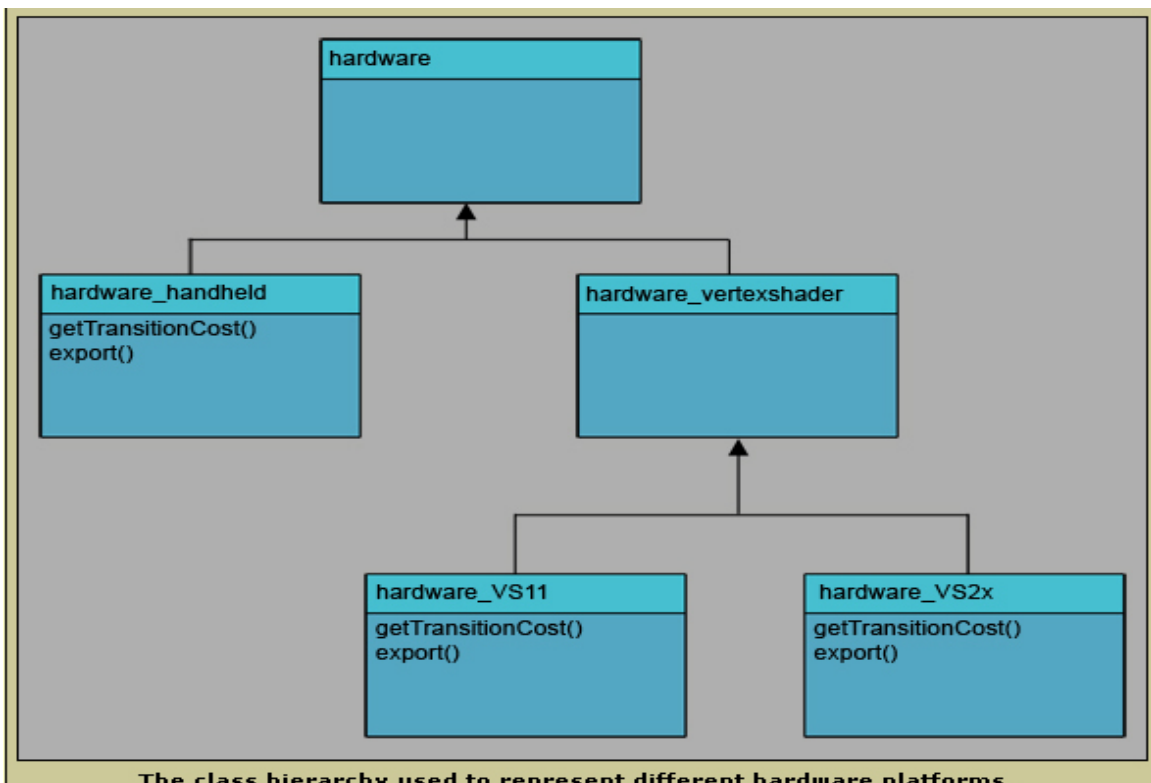 hardware
hardware_handheld
getTransitionCost()
export()
hardware_vertexshader
hardware_VS11
getTransitionCost()
export()
hardware_VS2x
getTransitionCost()
export()
The class hierarchy used to represent different hardware platforms